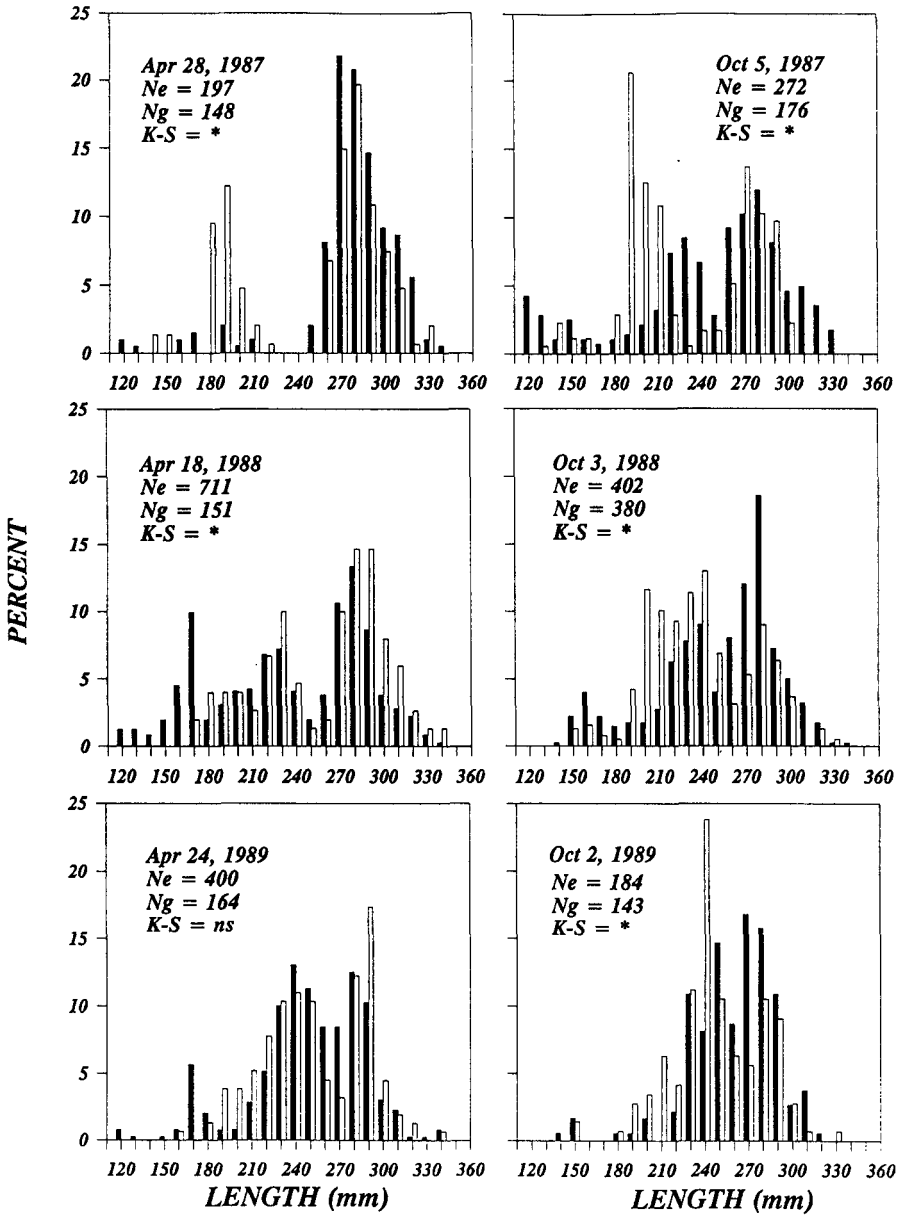 25
20
15
10
5
0
Apr 28, 1987
Ne = 197
Ng = 148
K-S = *
120 150 180 210 240 270 300 330 360
Oct 5, 1987
Ne = 272
Ng = 176
K-S = *
120 150 180 210 240 270 300 330 360
PERCENT
25
20
15
10
5
0
Apr 18, 1988
Ne = 711
Ng = 151
K-S = *
120 150 180 210 240 270 300 330 360
Oct 3, 1988
Ne = 402
Ng = 380
K-S = *
120 150 180 210 240 270 300 330 360
25
20
15
10
5
0
Apr 24, 1989
Ne = 400
Ng = 164
K-S = ns
120 150 180 210 240 270 300 330 360
LENGTH (mm)
Oct 2, 1989
Ne = 184
Ng = 143
K-S = *
120 150 180 210 240 270 300 330 360
LENGTH (mm)